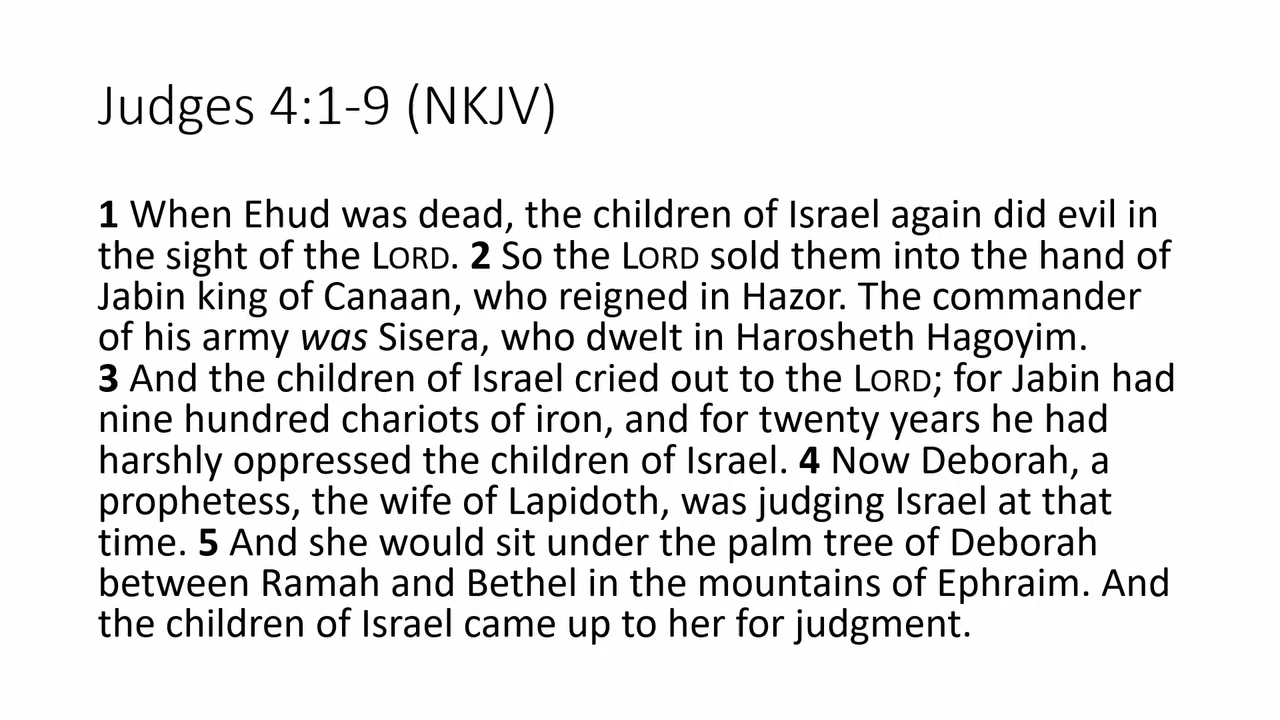 Judges 4:1-9 (NKJV)
1 When Ehud was dead, the children of Israel again did evil in
the sight of the LORD. 2 So the LORD sold them into the hand of
Jabin king of Canaan, who reigned in Hazor. The commander
of his army was Sisera, who dwelt in Harosheth Hagoyim.
3 And the children of Israel cried out to the LORD; for Jabin had
nine hundred chariots of iron, and for twenty years he had
harshly oppressed the children of Israel. 4 Now Deborah, a
prophetess, the wife of Lapidoth, was judging Israel at that
time. 5 And she would sit under the palm tree of Deborah
between Ramah and Bethel in the mountains of Ephraim. And
the children of Israel came up to her for judgment.